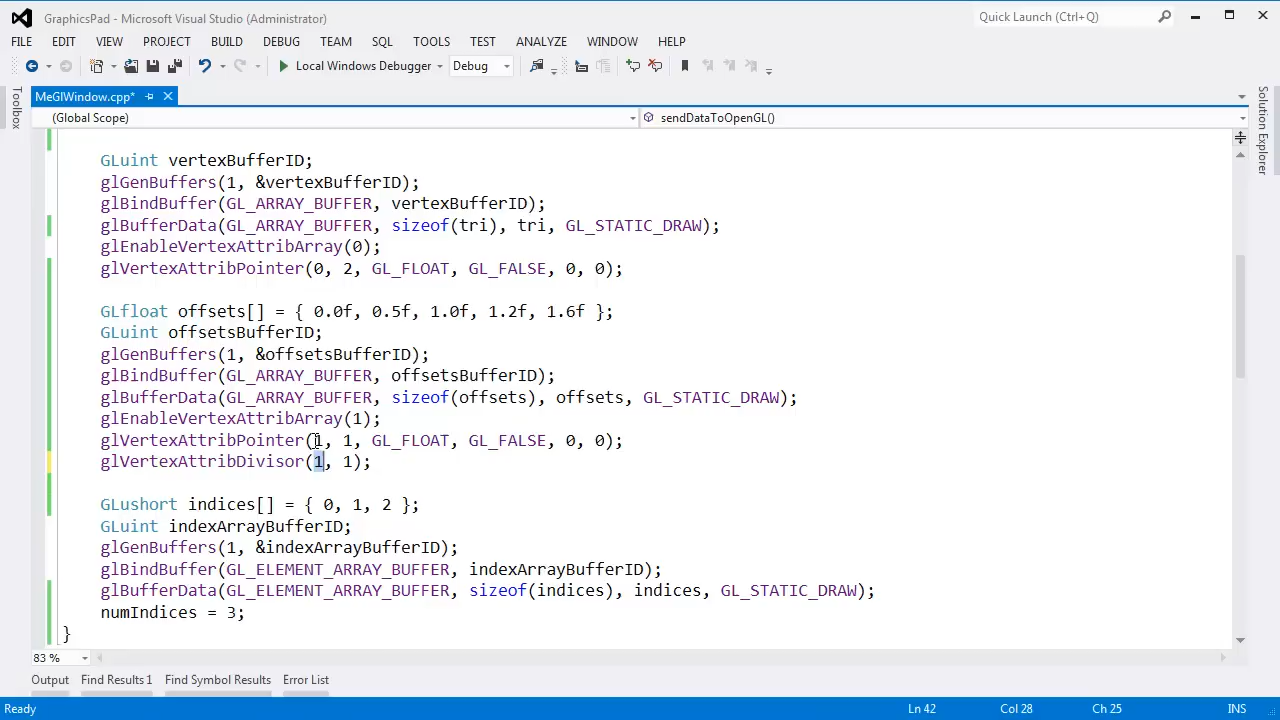 GraphicsPad - Microsoft Visual Studio (Administrator)
Quick Launch (Ctrl+Q)
FILE EDIT VIEW PROJECT BUILD DEBUG TEAM SQL TOOLS TEST ANALYZE WINDOW HELP
Local Windows Debugger Debug
MeGlWindow.cpp*
(Global Scope) sendDataToOpenGL()
Toolbox
Solution Explorer
GLuint vertexBufferID;
glGenBuffers(1, &vertexBufferID);
glBindBuffer(GL_ARRAY_BUFFER, vertexBufferID);
glBufferData(GL_ARRAY_BUFFER, sizeof(tri), tri, GL_STATIC_DRAW);
glEnableVertexAttribArray(0);
glVertexAttribPointer(0, 2, GL_FLOAT, GL_FALSE, 0, 0);
GLfloat offsets[] = { 0.0f, 0.5f, 1.0f, 1.2f, 1.6f };
GLuint offsetsBufferID;
glGenBuffers(1, &offsetsBufferID);
glBindBuffer(GL_ARRAY_BUFFER, offsetsBufferID);
glBufferData(GL_ARRAY_BUFFER, sizeof(offsets), offsets, GL_STATIC_DRAW);
glEnableVertexAttribArray(1);
glVertexAttribPointer(1, 1, GL_FLOAT, GL_FALSE, 0, 0);
glVertexAttribDivisor(1, 1);
GLushort indices[] = { 0, 1, 2 };
GLuint indexArrayBufferID;
glGenBuffers(1, &indexArrayBufferID);
glBindBuffer(GL_ELEMENT_ARRAY_BUFFER, indexArrayBufferID);
glBufferData(GL_ELEMENT_ARRAY_BUFFER, sizeof(indices), indices, GL_STATIC_DRAW);
numIndices = 3;
}
83 %
Output Find Results 1 Find Symbol Results Error List
Ready Ln 42 Col 28 Ch 25 INS